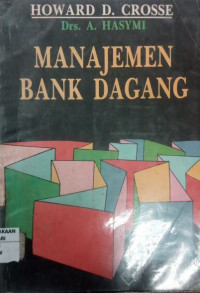 HOWARD D. CROSSE
Drs. A. HASYMI
MANAJEMEN
BANK DAGANG